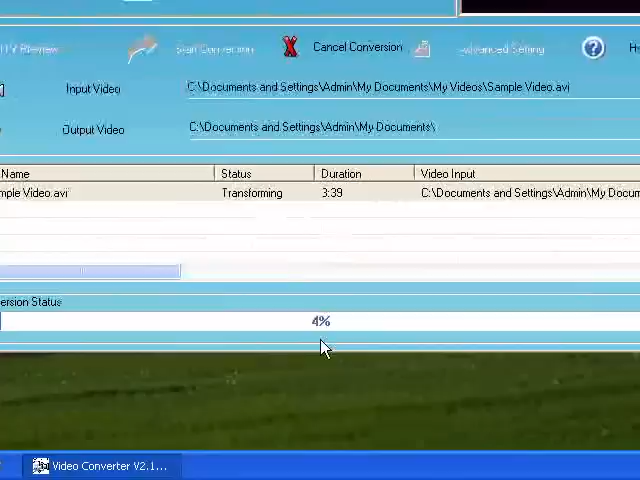 TV Preview Start Conversion Cancel Conversion Advanced Setting ?
Input Video C:\Documents and Settings\Admin\My Documents\My Videos\Sample Video.avi
Output Video C:\Documents and Settings\Admin\My Documents\
Name Status Duration Video Input
mple Video.avi Transforming 3:39 C:\Documents and Settings\Admin\My Docum
ersion Status
4%
Video Converter V2.1...